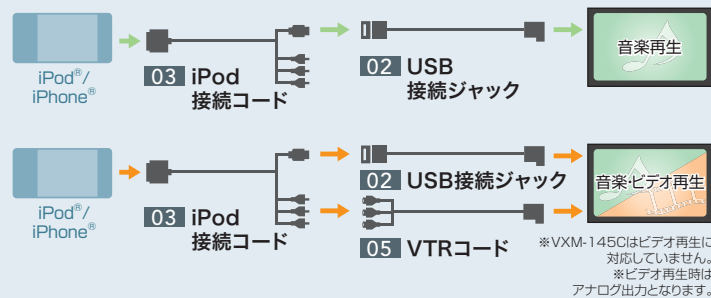 iPod®/
iPhone®
03 iPod
接続コード
02 USB
接続ジャック
音楽再生
iPod®/
iPhone®
03 iPod
接続コード
02 USB接続ジャック
05 VTRコード
音楽・ビデオ再生
※VXM-145Cはビデオ再生に
対応していません。
※ビデオ再生時は
アナログ出力となります。